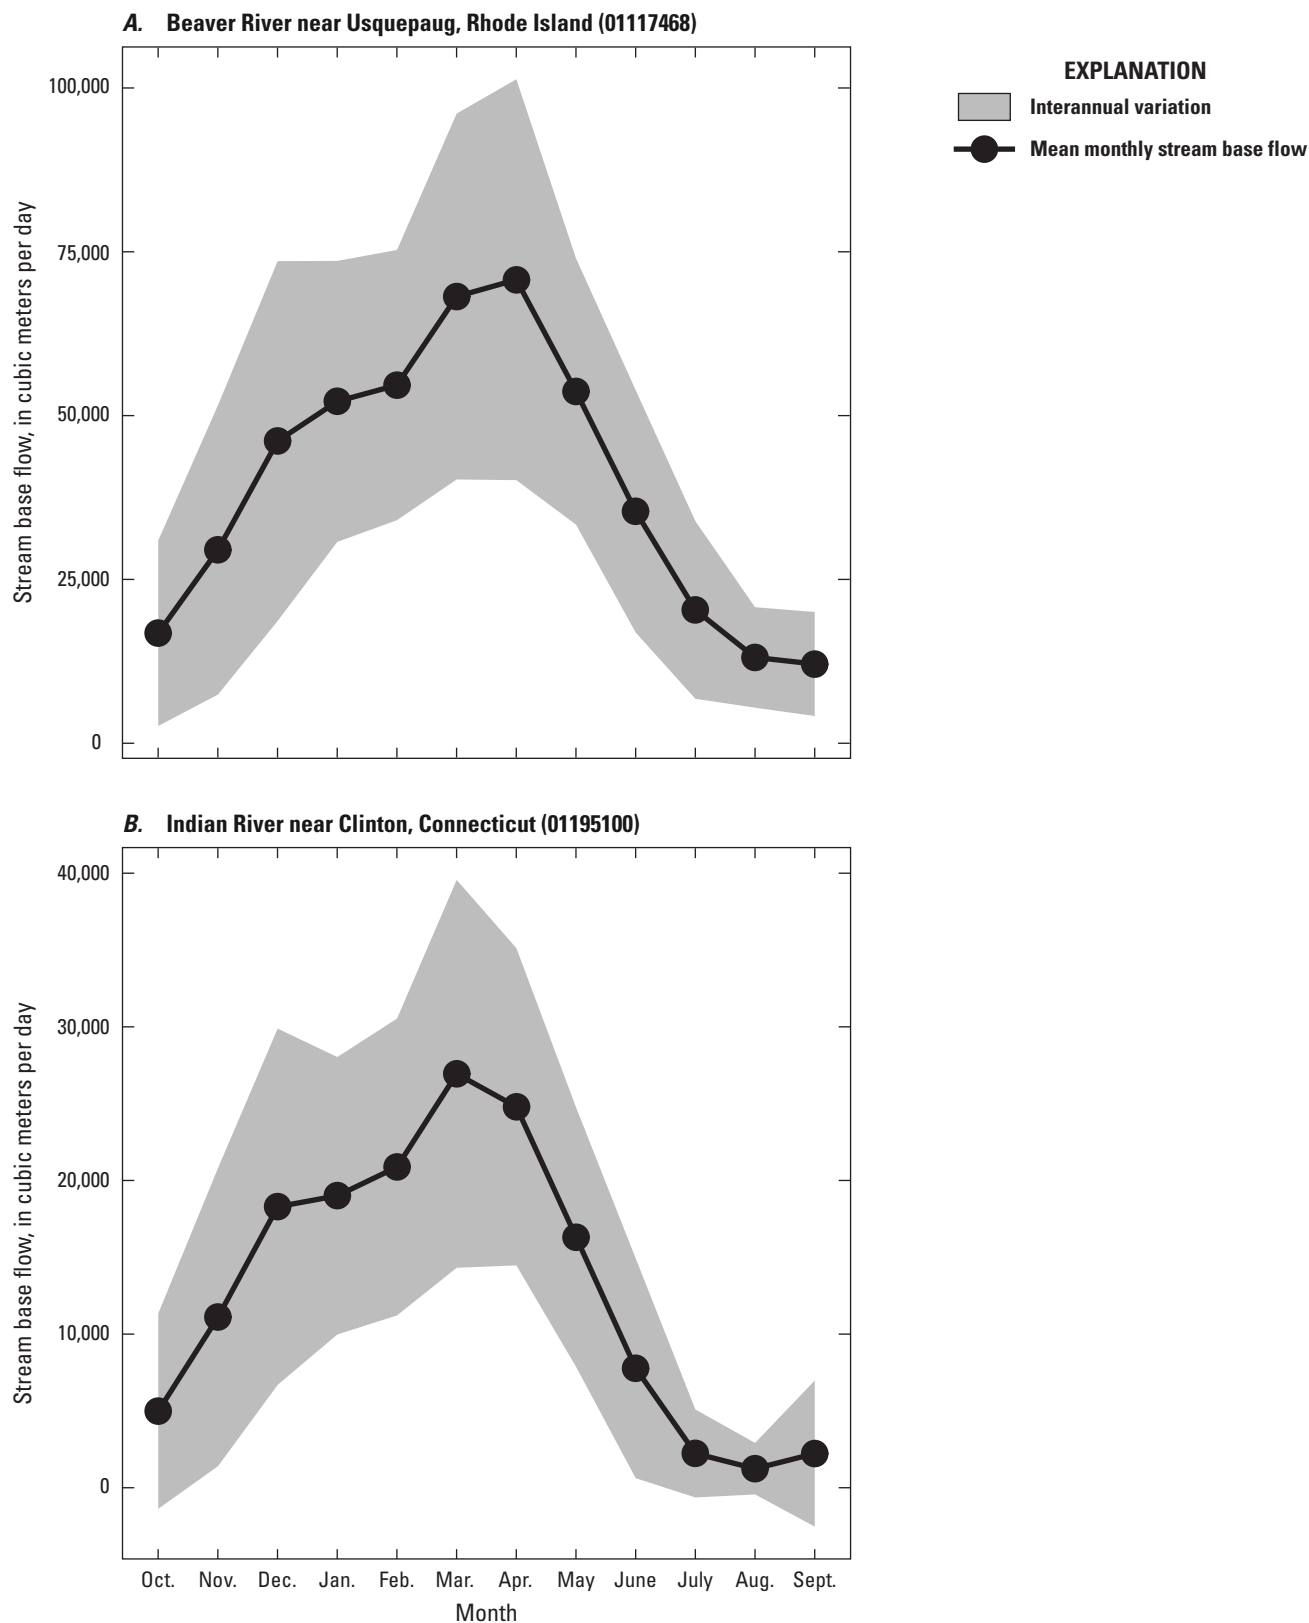 A. Beaver River near Usquepaug, Rhode Island (01117468)
EXPLANATION
Interannual variation
Mean monthly stream base flow
Stream base flow, in cubic meters per day
100,000
75,000
50,000
25,000
0
B. Indian River near Clinton, Connecticut (01195100)
Stream base flow, in cubic meters per day
40,000
30,000
20,000
10,000
0
Oct. Nov. Dec. Jan. Feb. Mar. Apr. May June July Aug. Sept.
Month